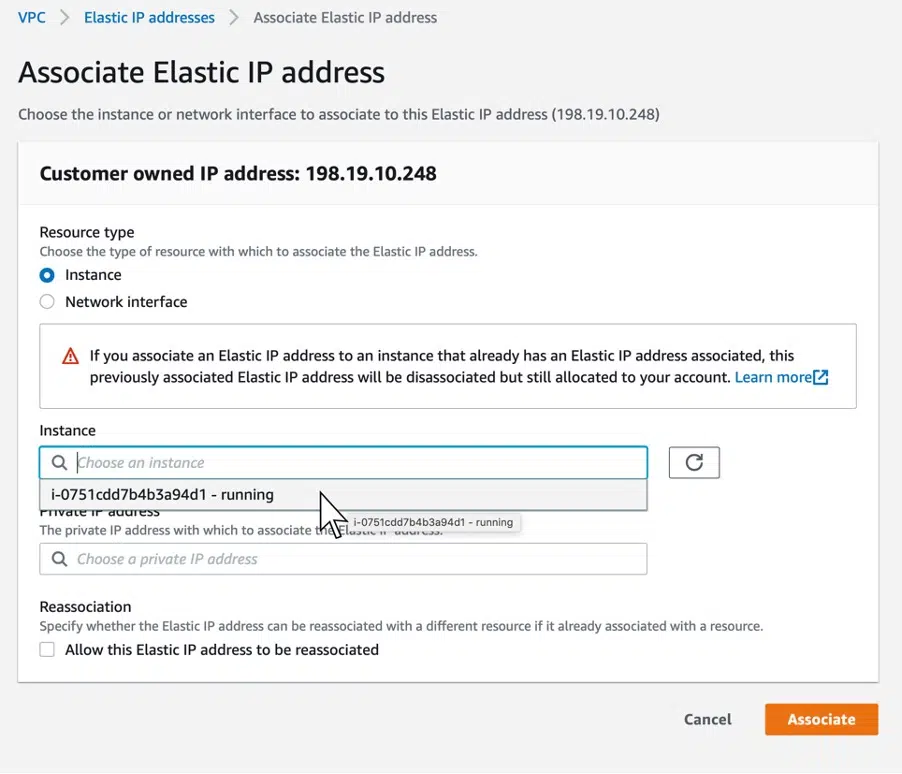 VPC > Elastic IP addresses > Associate Elastic IP address
Associate Elastic IP address
Choose the instance or network interface to associate to this Elastic IP address (198.19.10.248)
Customer owned IP address: 198.19.10.248
Resource type
Choose the type of resource with which to associate the Elastic IP address.
Instance
Network interface
If you associate an Elastic IP address to an instance that already has an Elastic IP address associated, this
previously associated Elastic IP address will be disassociated but still allocated to your account. Learn more
Instance
Choose an instance
i-0751cdd7b4b3a94d1 - running
i-0751cdd7b4b3a94d1 - running
Private IP address
The private IP address with which to associate the Elastic IP address.
Choose a private IP address
Reassociation
Specify whether the Elastic IP address can be reassociated with a different resource if it already associated with a resource.
Allow this Elastic IP address to be reassociated
Cancel
Associate